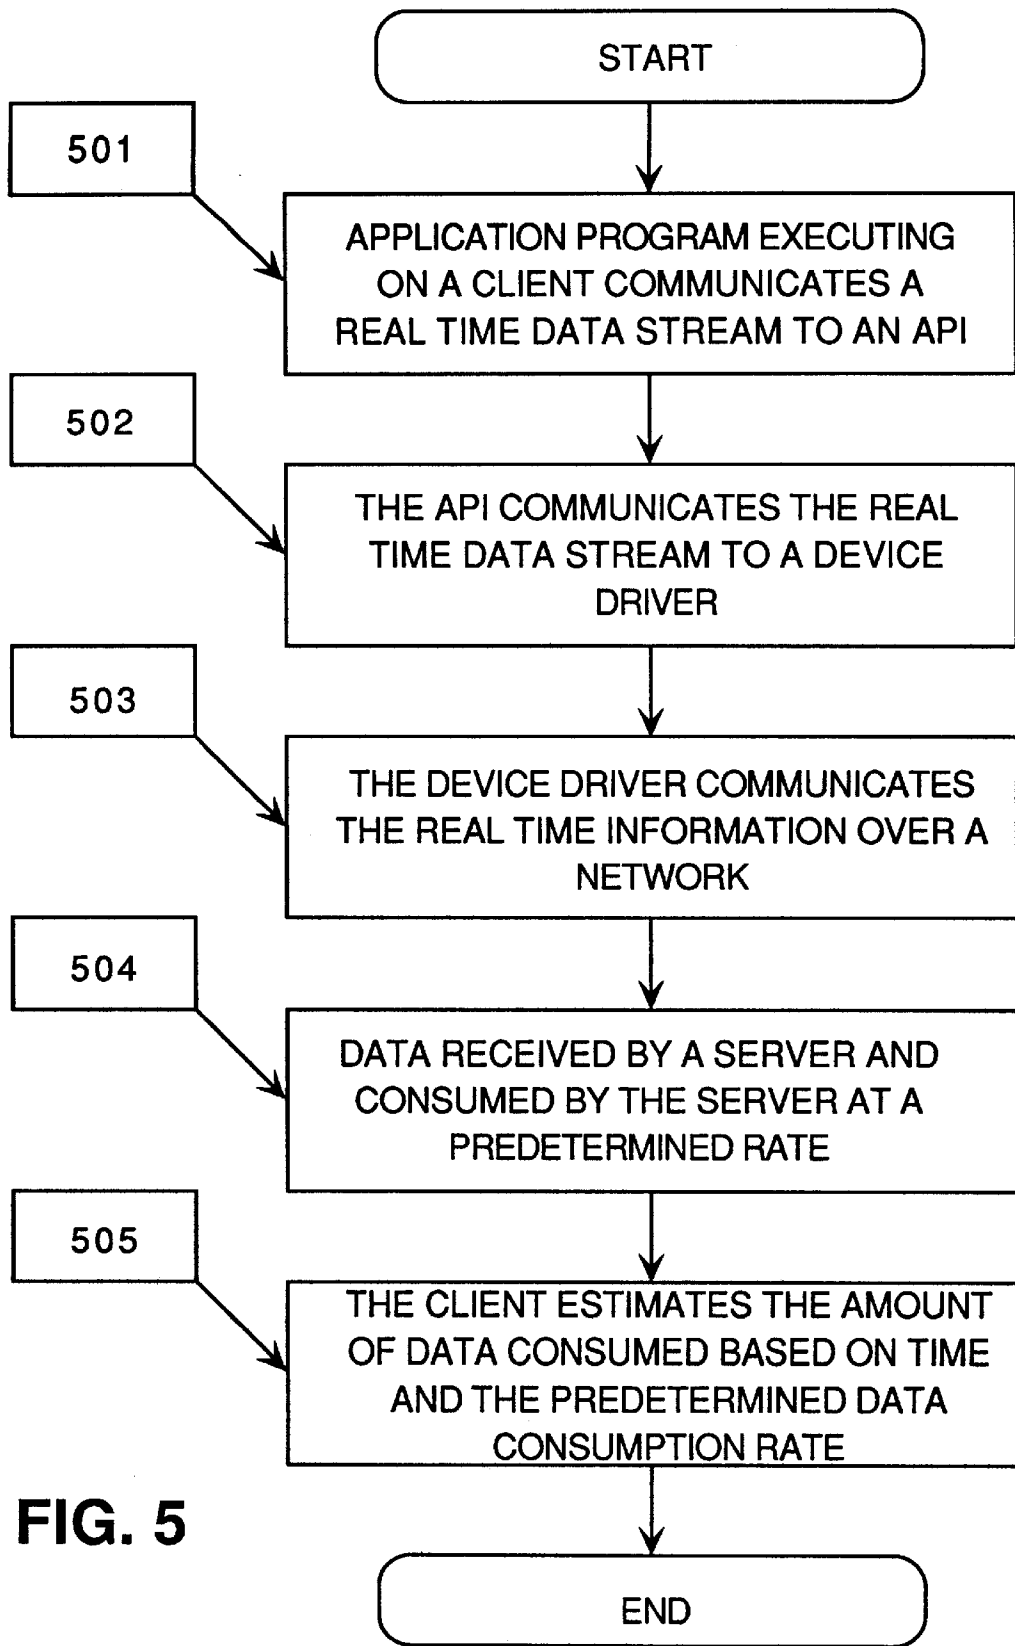 START
501
APPLICATION PROGRAM EXECUTING
ON A CLIENT COMMUNICATES A
REAL TIME DATA STREAM TO AN API
502
THE API COMMUNICATES THE REAL
TIME DATA STREAM TO A DEVICE
DRIVER
503
THE DEVICE DRIVER COMMUNICATES
THE REAL TIME INFORMATION OVER A
NETWORK
504
DATA RECEIVED BY A SERVER AND
CONSUMED BY THE SERVER AT A
PREDETERMINED RATE
505
THE CLIENT ESTIMATES THE AMOUNT
OF DATA CONSUMED BASED ON TIME
AND THE PREDETERMINED DATA
CONSUMPTION RATE
FIG. 5
END